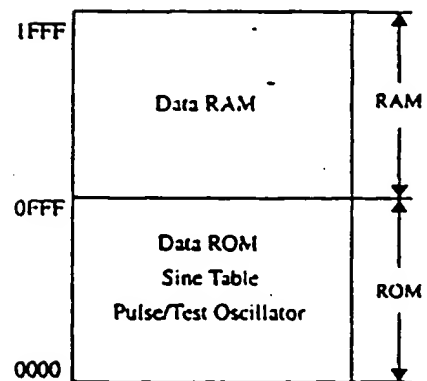 1FFF
Data RAM
RAM
0FFF
Data ROM
Sine Table
Pulse/Test Oscillator
ROM
0000